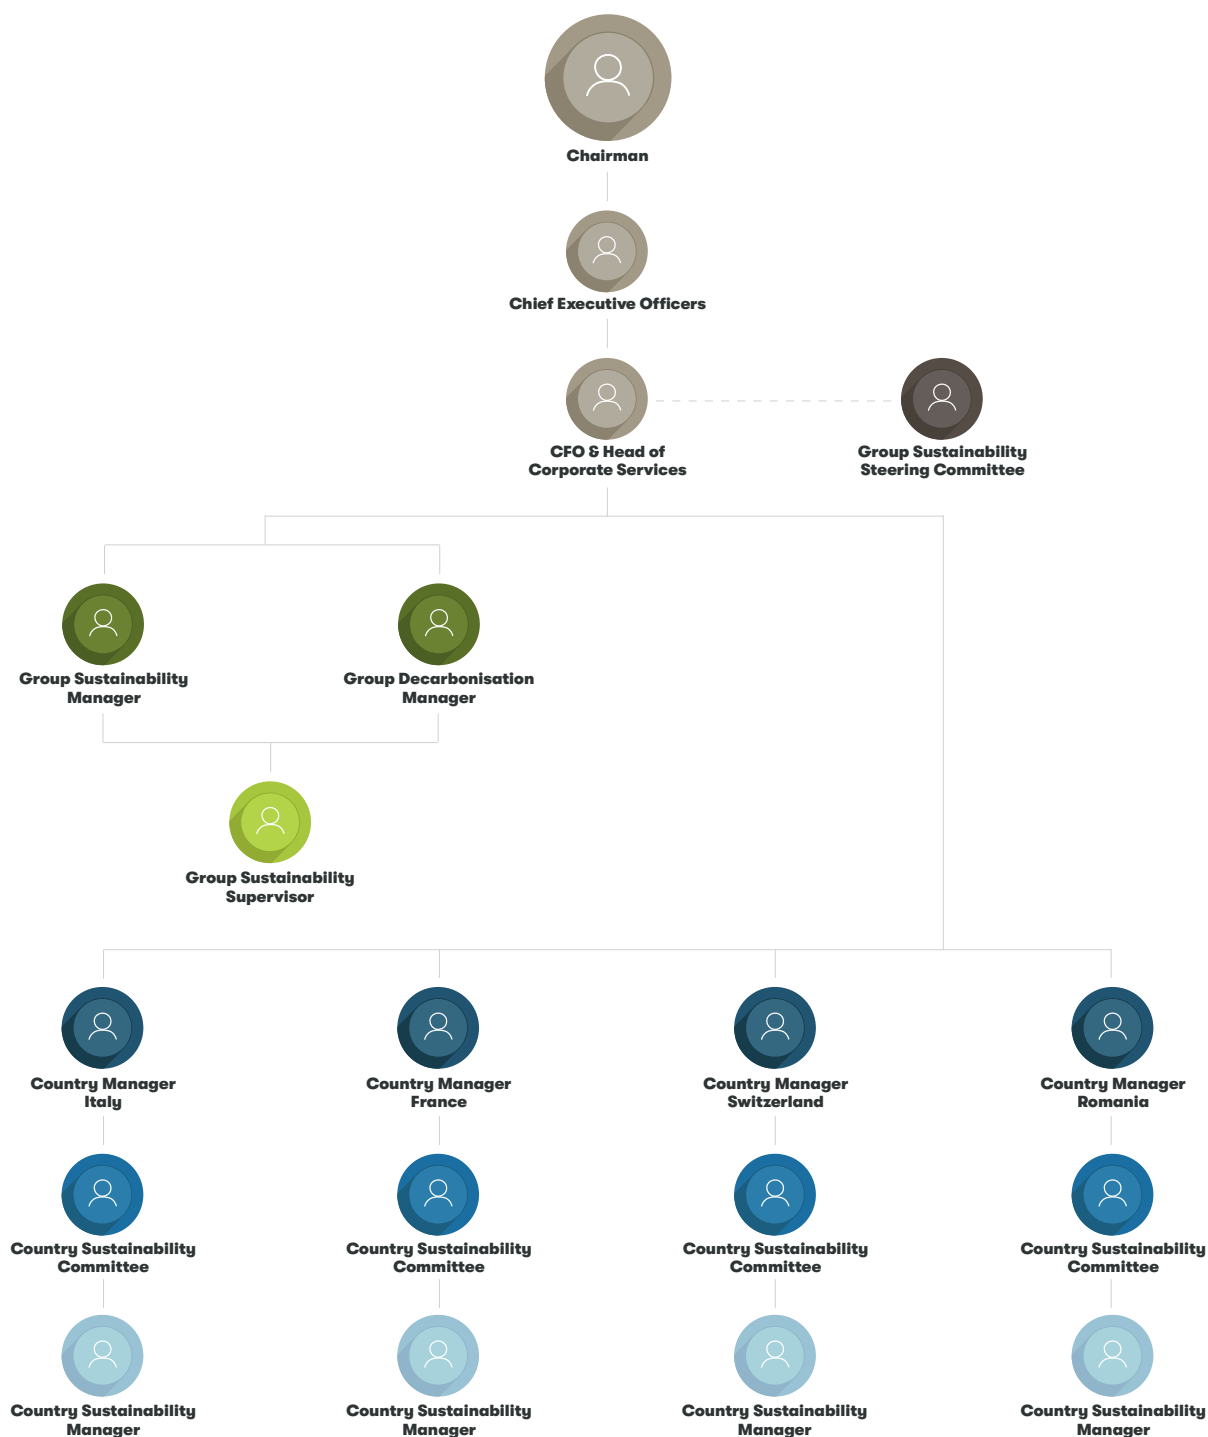 Chairman
Chief Executive Officers
CFO & Head of
Corporate Services
Group Sustainability
Steering Committee
Group Sustainability
Manager
Group Decarbonisation
Manager
Group Sustainability
Supervisor
Country Manager
Italy
Country Manager
France
Country Manager
Switzerland
Country Manager
Romania
Country Sustainability
Committee
Country Sustainability
Committee
Country Sustainability
Committee
Country Sustainability
Committee
Country Sustainability
Manager
Country Sustainability
Manager
Country Sustainability
Manager
Country Sustainability
Manager